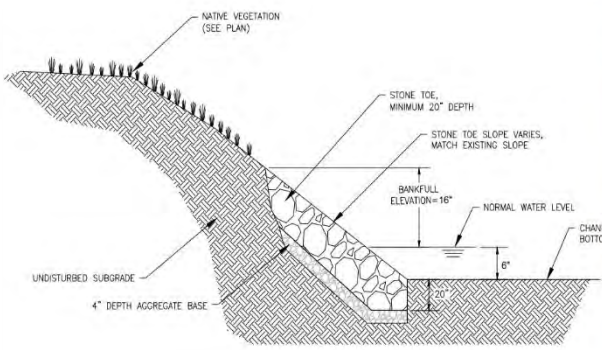 NATIVE VEGETATION
(SEE PLAN)
STONE TOE,
MINIMUM 20" DEPTH
STONE TOE SLOPE VARIES,
MATCH EXISTING SLOPE
BANKFULL
ELEVATION=16"
NORMAL WATER LEVEL
CHAN
BOTTO
6"
UNDISTURBED SUBGRADE
20"
4" DEPTH AGGREGATE BASE